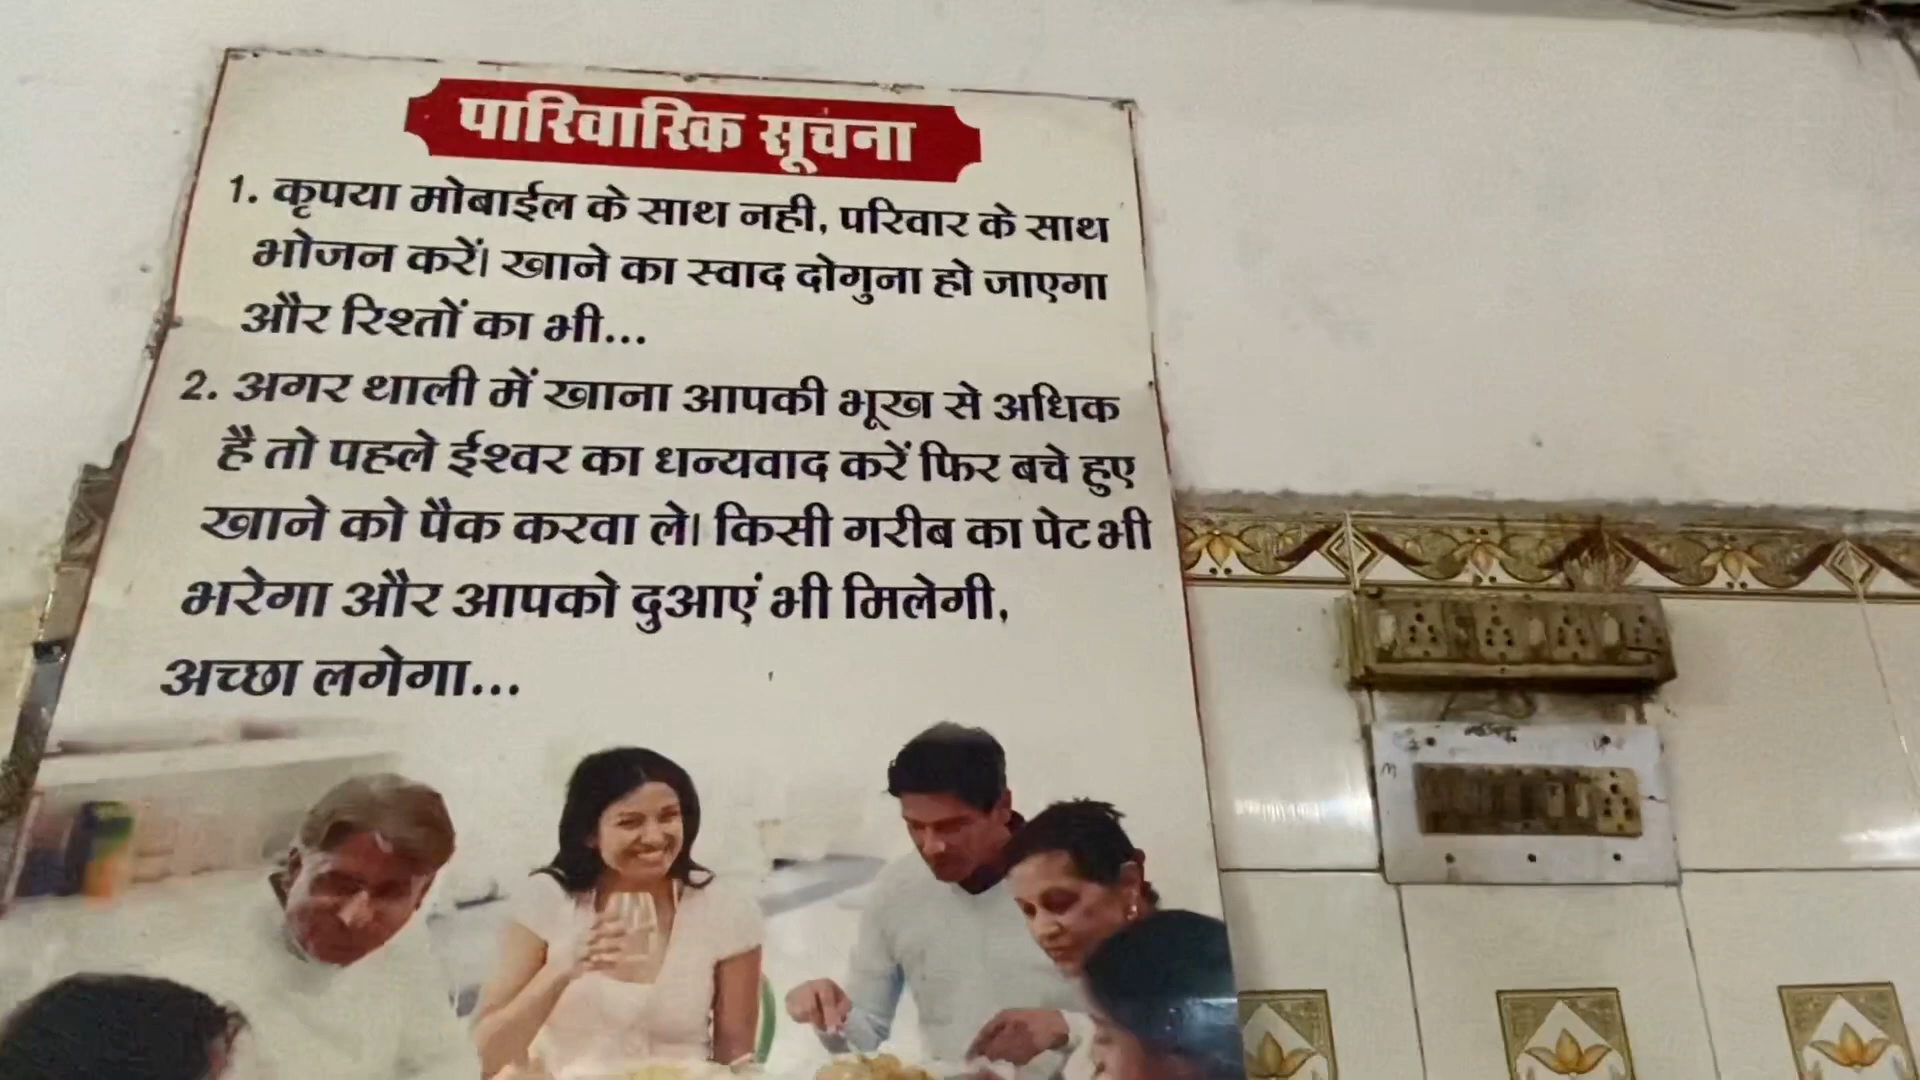 पारिवारिक सूचना
1. कृपया मोबाईल के साथ नही, परिवार के साथ
भोजन करें। खाने का स्वाद दोगुना हो जाएगा
और रिश्तों का भी...
2. अगर थाली में खाना आपकी भूख से अधिक
है तो पहले ईश्वर का धन्यवाद करें फिर बचे हुए
खाने को पैक करवा ले। किसी गरीब का पेट भी
भरेगा और आपको दुआएं भी मिलेगी,
अच्छा लगेगा...